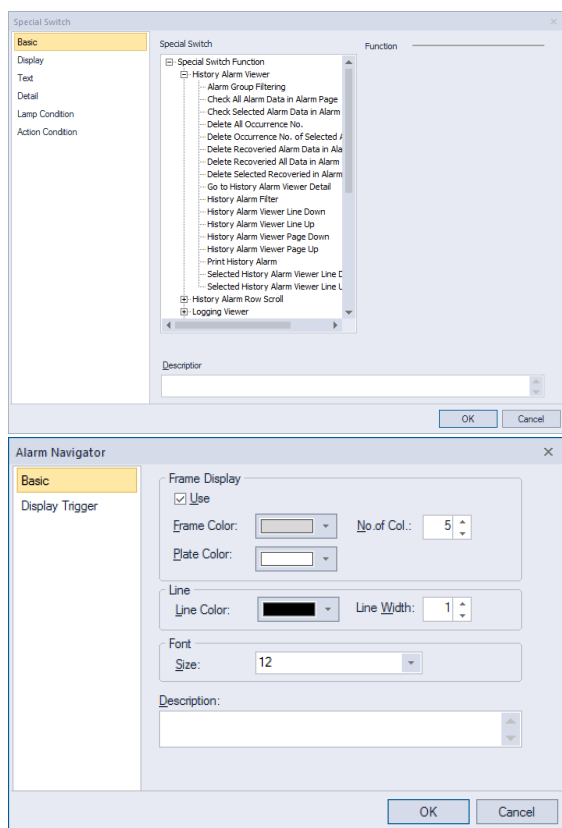 Special Switch
Basic
Display
Text
Detail
Lamp Condition
Action Condition
Special Switch
Special Switch Function
History Alarm Viewer
Alarm Group Filtering
Check All Alarm Data in Alarm Page
Check Selected Alarm Data in Alarm
Delete All Occurrence No.
Delete Occurrence No. of Selected
Delete Recoveried Alarm Data in Ala
Delete Recoveried All Data in Alarm
Delete Selected Recoveried in Alarm
Go to History Alarm Viewer Detail
History Alarm Filter
History Alarm Viewer Line Down
History Alarm Viewer Line Up
History Alarm Viewer Page Down
History Alarm Viewer Page Up
Print History Alarm
Selected History Alarm Viewer Line
Selected History Alarm Viewer Line
History Alarm Row Scroll
Logging Viewer
Function
Descriptior
OK Cancel
Alarm Navigator
Basic
Display Trigger
Frame Display
Use
Frame Color: No.of Col.: 5
Plate Color:
Line
Line Color: Line Width: 1
Font
Size: 12
Description:
OK Cancel